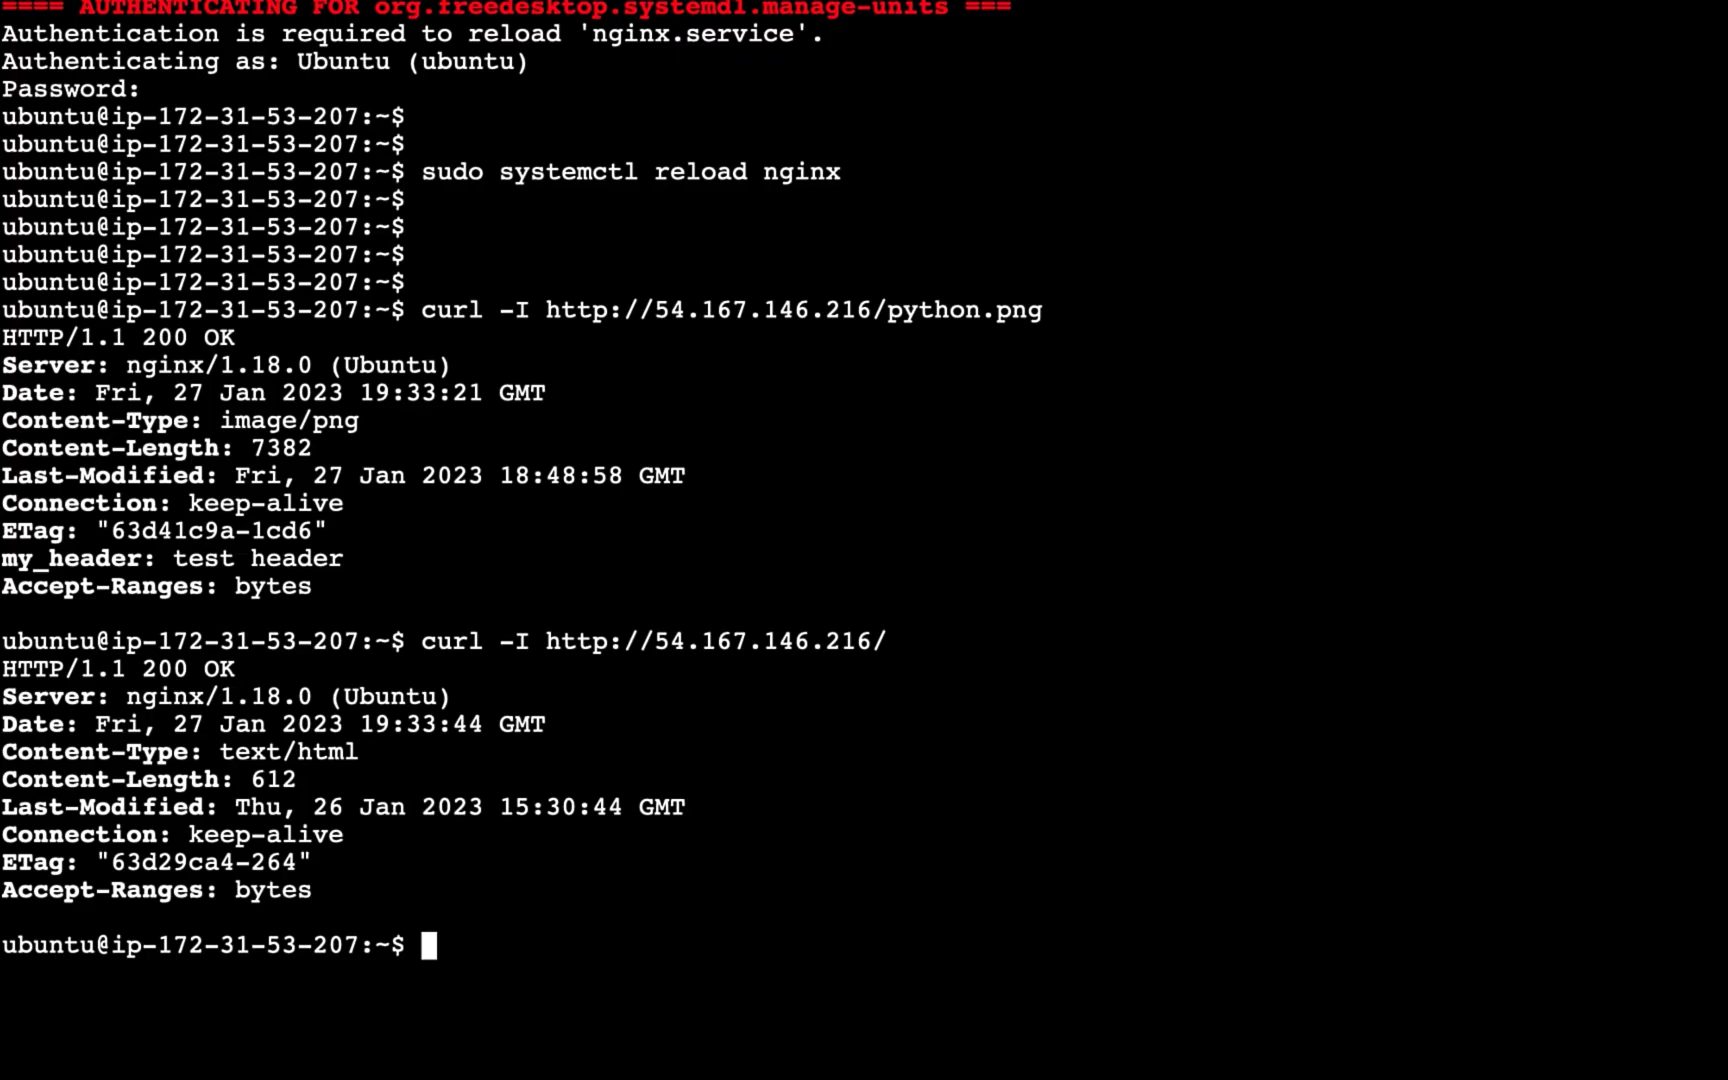 ==== AUTHENTICATING FOR org.freedesktop.systemd1.manage-units ===
Authentication is required to reload 'nginx.service'.
Authenticating as: Ubuntu (ubuntu)
Password:
ubuntu@ip-172-31-53-207:~$
ubuntu@ip-172-31-53-207:~$
ubuntu@ip-172-31-53-207:~$ sudo systemctl reload nginx
ubuntu@ip-172-31-53-207:~$
ubuntu@ip-172-31-53-207:~$
ubuntu@ip-172-31-53-207:~$
ubuntu@ip-172-31-53-207:~$
ubuntu@ip-172-31-53-207:~$ curl -I http://54.167.146.216/python.png
HTTP/1.1 200 OK
Server: nginx/1.18.0 (Ubuntu)
Date: Fri, 27 Jan 2023 19:33:21 GMT
Content-Type: image/png
Content-Length: 7382
Last-Modified: Fri, 27 Jan 2023 18:48:58 GMT
Connection: keep-alive
ETag: "63d41c9a-1cd6"
my_header: test header
Accept-Ranges: bytes
ubuntu@ip-172-31-53-207:~$ curl -I http://54.167.146.216/
HTTP/1.1 200 OK
Server: nginx/1.18.0 (Ubuntu)
Date: Fri, 27 Jan 2023 19:33:44 GMT
Content-Type: text/html
Content-Length: 612
Last-Modified: Thu, 26 Jan 2023 15:30:44 GMT
Connection: keep-alive
ETag: "63d29ca4-264"
Accept-Ranges: bytes
ubuntu@ip-172-31-53-207:~$